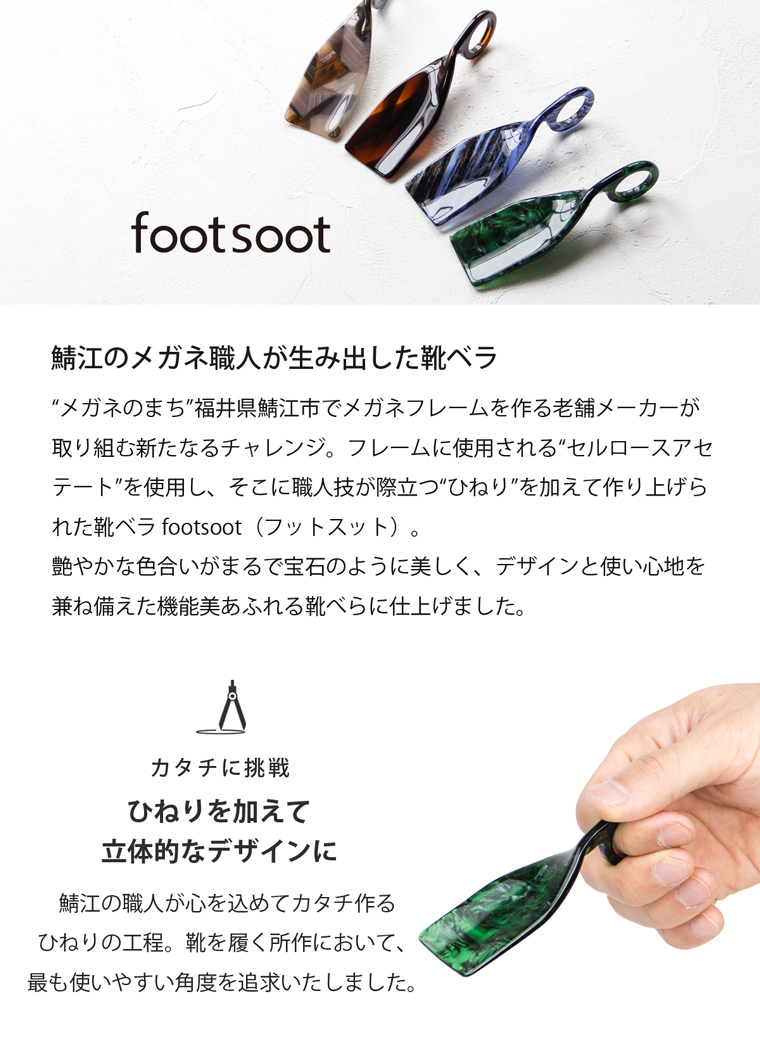 footsoot
鯖江のメガネ職人が生み出した靴ベラ
“メガネのまち”福井県鯖江市でメガネフレームを作る老舗メーカーが
取り組む新たなるチャレンジ。フレームに使用される“セルロースアセ
テート”を使用し、そこに職人技が際立つ“ひねり”を加えて作り上げら
れた靴ベラ footsoot（フットスット）。
艶やかな色合いがまるで宝石のように美しく、デザインと使い心地を
兼ね備えた機能美あふれる靴べらに仕上げました。
カタチに挑戦
ひねりを加えて
立体的なデザインに
鯖江の職人が心を込めてカタチ作る
ひねりの工程。靴を履く所作において、
最も使いやすい角度を追求いたしました。